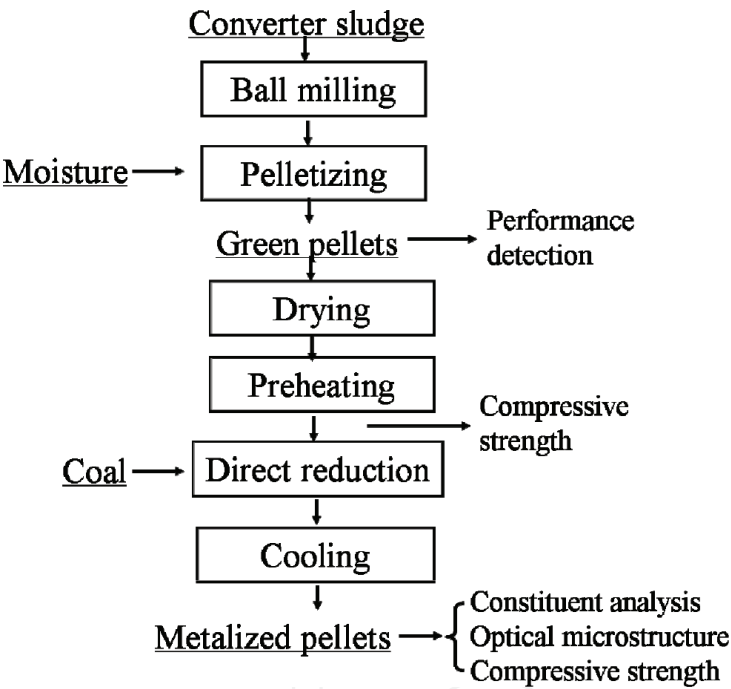 Converter sludge
Ball milling
Moisture
Pelletizing
Green pellets
Performance
detection
Drying
Preheating
Compressive
strength
Coal
Direct reduction
Cooling
Metalized pellets
Constituent analysis
Optical microstructure
Compressive strength